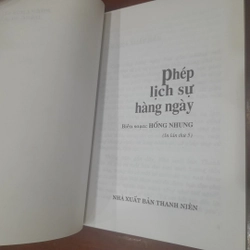 phép
lịch sự
hàng ngày
Biên soạn: HỒNG NHUNG
(In lần thứ 3)
NHÀ XUẤT BẢN THANH NIÊN